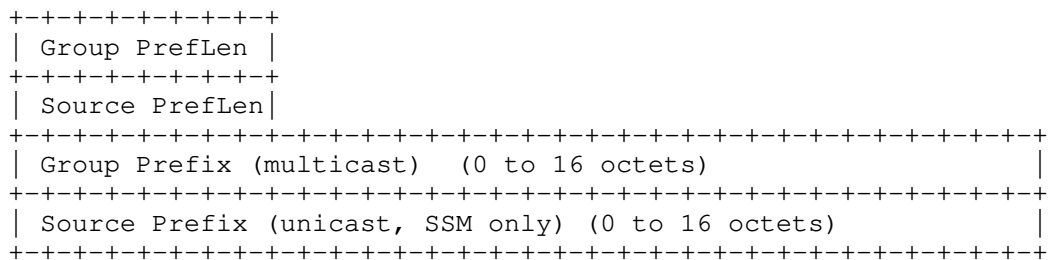 +-+-+-+-+-+-+-+-+
| Group PrefLen |
+-+-+-+-+-+-+-+-+
| Source PrefLen|
+-+-+-+-+-+-+-+-+-+-+-+-+-+-+-+-+-+-+-+-+-+-+-+-+-+-+-+-+-+-+-+-+
| Group Prefix (multicast)  (0 to 16 octets)                    |
+-+-+-+-+-+-+-+-+-+-+-+-+-+-+-+-+-+-+-+-+-+-+-+-+-+-+-+-+-+-+-+-+
| Source Prefix (unicast, SSM only) (0 to 16 octets)            |
+-+-+-+-+-+-+-+-+-+-+-+-+-+-+-+-+-+-+-+-+-+-+-+-+-+-+-+-+-+-+-+-+